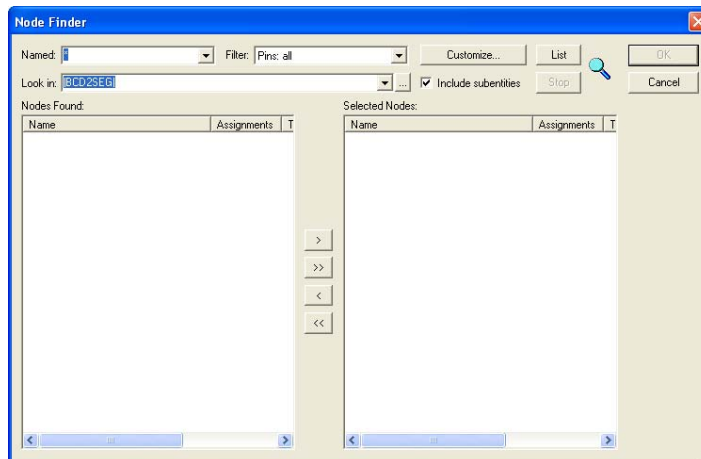 Node Finder
Named: * Filter: Pins: all Customize... List OK
Look in: |BCD2SEG| ... Include subentities Stop Cancel
Nodes Found: Selected Nodes:
Name Assignments T Name Assignments T
>
>>
<
<<